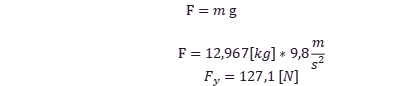 F = m g
F = 12,967[kg] * 9,8 m/s²
F_y = 127,1 [N]